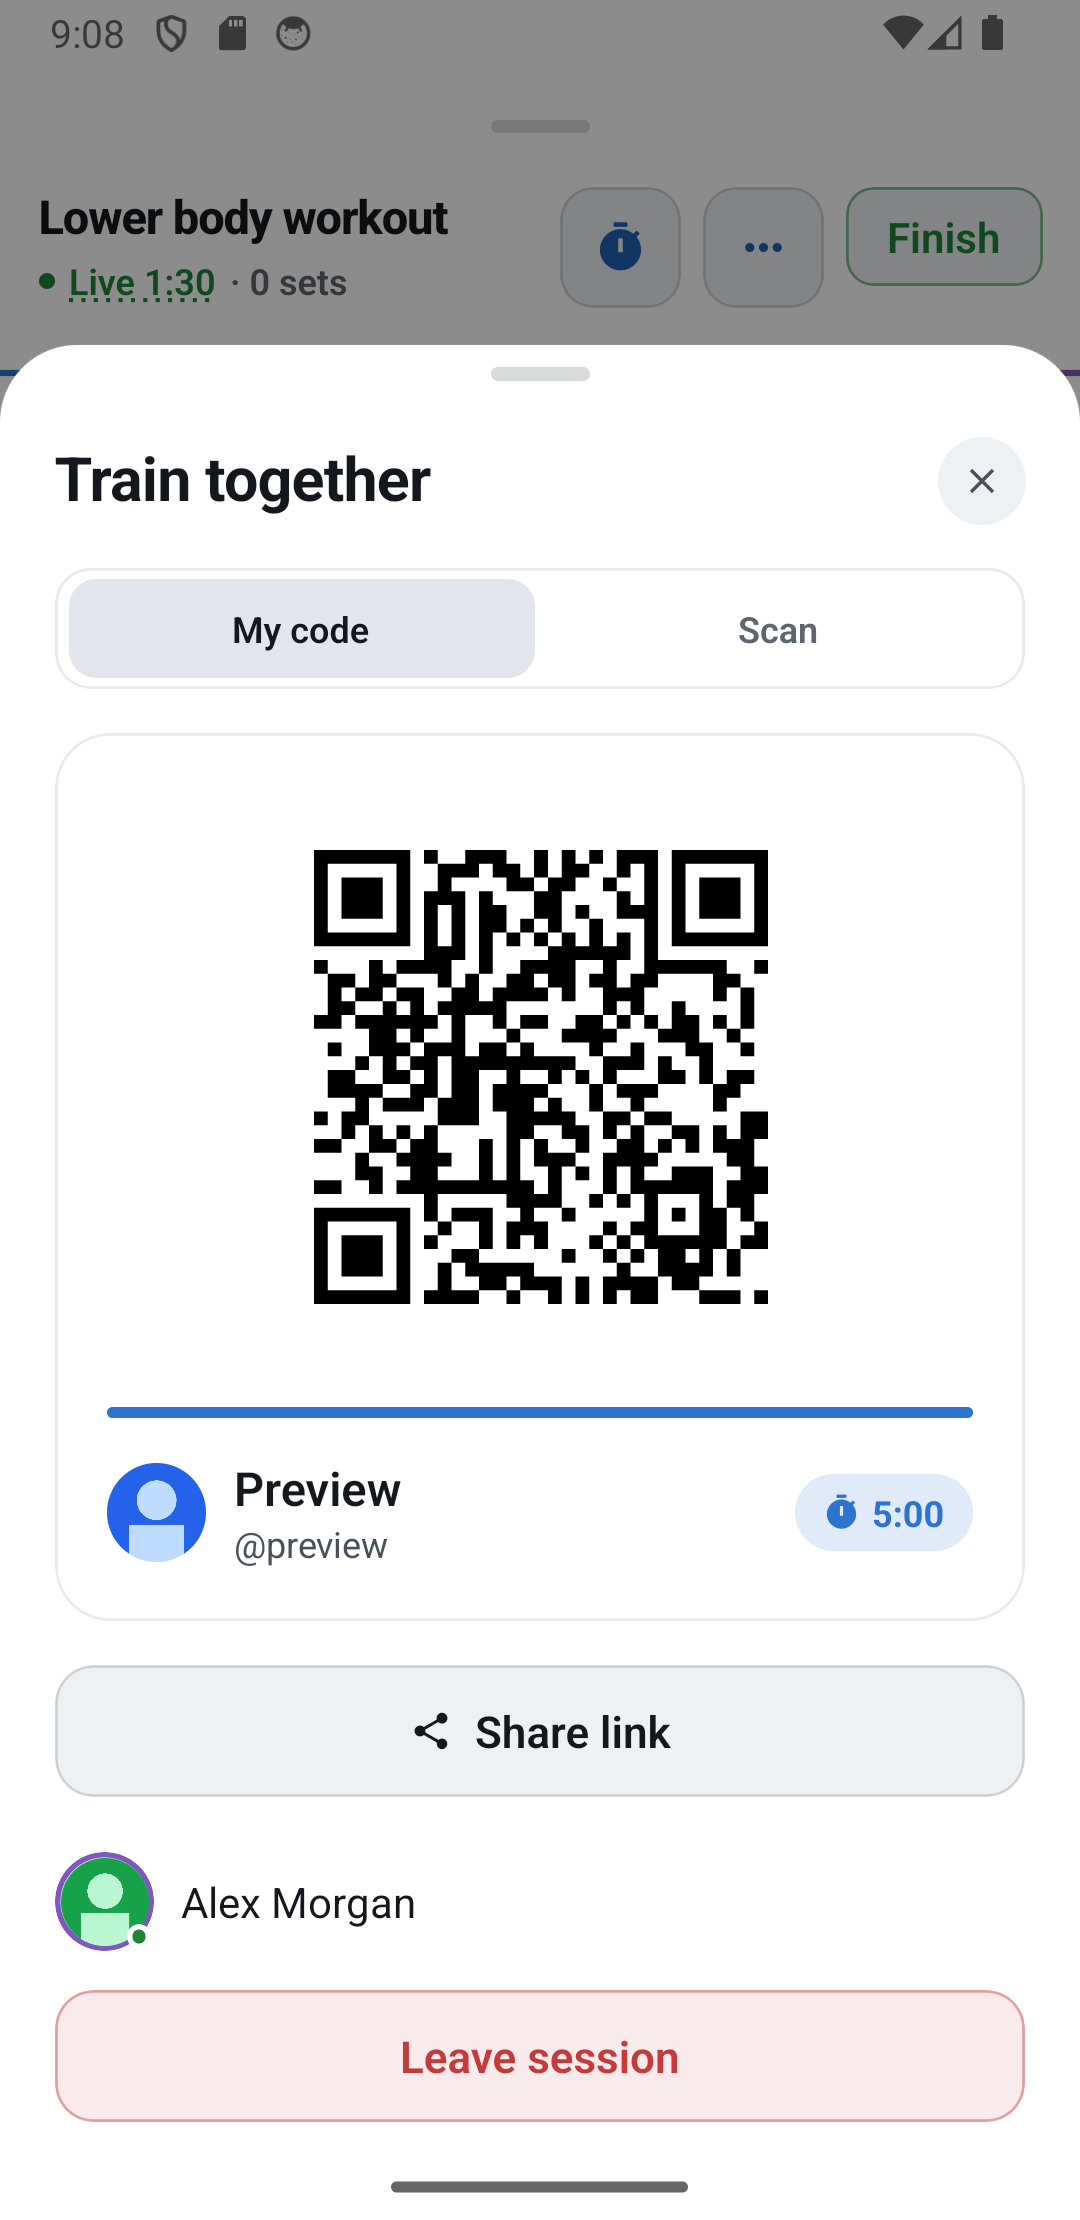 9:08
Lower body workout
Live 1:30 · 0 sets
Finish
Train together
My code
Scan
Preview
@preview
5:00
Share link
Alex Morgan
Leave session